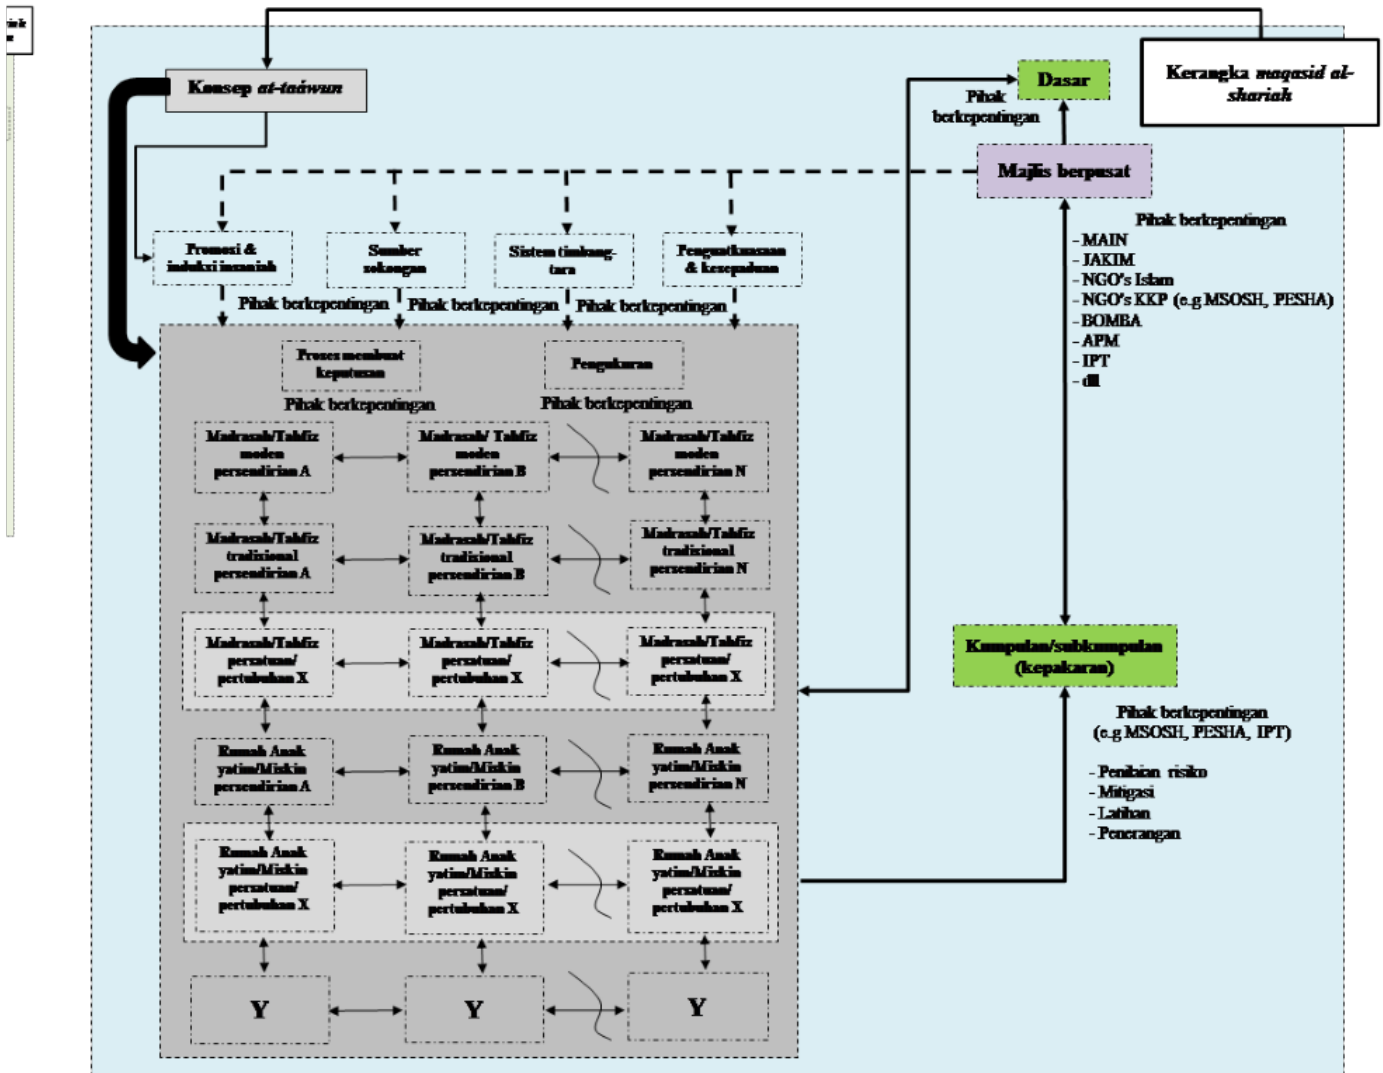 Konsep at-taáwun
Dasar
Kerangka maqasid al-
shariah
Pihak
berkepentingan
Majlis berpusat
Pihak berkepentingan
- MAIN
- JAKIM
- NGO's Islam
- NGO's KKP (e.g MSOSH, PESHA)
- BOMBA
- APM
- IPT
- dll
Promosi &
induksi insaniah
Sumber
sokongan
Sistem timbang-
tara
Penguatkuasaan
& kesepaduan
Pihak berkepentingan
Pihak berkepentingan
Pihak berkepentingan
Proses membuat
keputusan
Pengukuran
Pihak berkepentingan
Pihak berkepentingan
Madrasah/Tahfiz
moden
persendirian A
Madrasah/ Tahfiz
moden
persendirian B
Madrasah/Tahfiz
moden
persendirian N
Madrasah/Tahfiz
tradisional
persendirian A
Madrasah/Tahfiz
tradisional
persendirian B
Madrasah/Tahfiz
tradisional
persendirian N
Madrasah/Tahfiz
persatuan/
pertubuhan X
Madrasah/Tahfiz
persatuan/
pertubuhan X
Madrasah/Tahfiz
persatuan/
pertubuhan X
Rumah Anak
yatim/Miskin
persendirian A
Rumah Anak
yatim/Miskin
persendirian B
Rumah Anak
yatim/Miskin
persendirian N
Rumah Anak
yatim/Miskin
persatuan/
pertubuhan X
Rumah Anak
yatim/Miskin
persatuan/
pertubuhan X
Rumah Anak
yatim/Miskin
persatuan/
pertubuhan X
Y
Y
Y
Kumpulan/subkumpulan
(kepakaran)
Pihak berkepentingan
(e.g MSOSH, PESHA, IPT)
- Penilaian risiko
- Mitigasi
- Latihan
- Penerangan